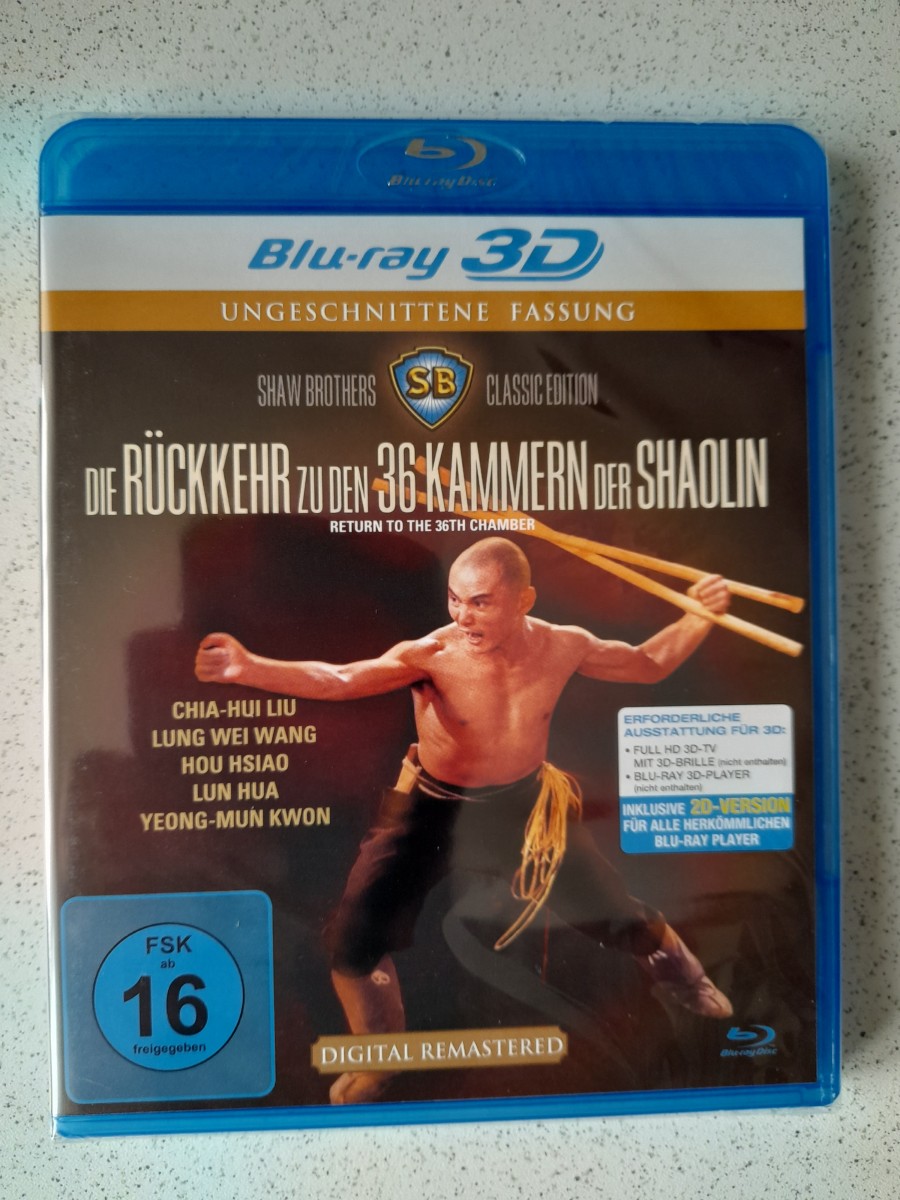 Blu-ray Disc
Blu-ray 3D
UNGESCHNITTENE FASSUNG
SHAW BROTHERS SB CLASSIC EDITION
DIE RÜCKKEHR ZU DEN 36 KAMMERN DER SHAOLIN
RETURN TO THE 36TH CHAMBER
CHIA-HUI LIU
LUNG WEI WANG
HOU HSIAO
LUN HUA
YEONG-MUN KWON
ERFORDERLICHE
AUSSTATTUNG FÜR 3D:
• FULL HD 3D-TV
MIT 3D-BRILLE (nicht enthalten)
• BLU-RAY 3D-PLAYER
(nicht enthalten)
INKLUSIVE 2D-VERSION
FÜR ALLE HERKÖMMLICHEN
BLU-RAY PLAYER
FSK
ab
16
freigegeben
DIGITAL REMASTERED
Blu-ray Disc